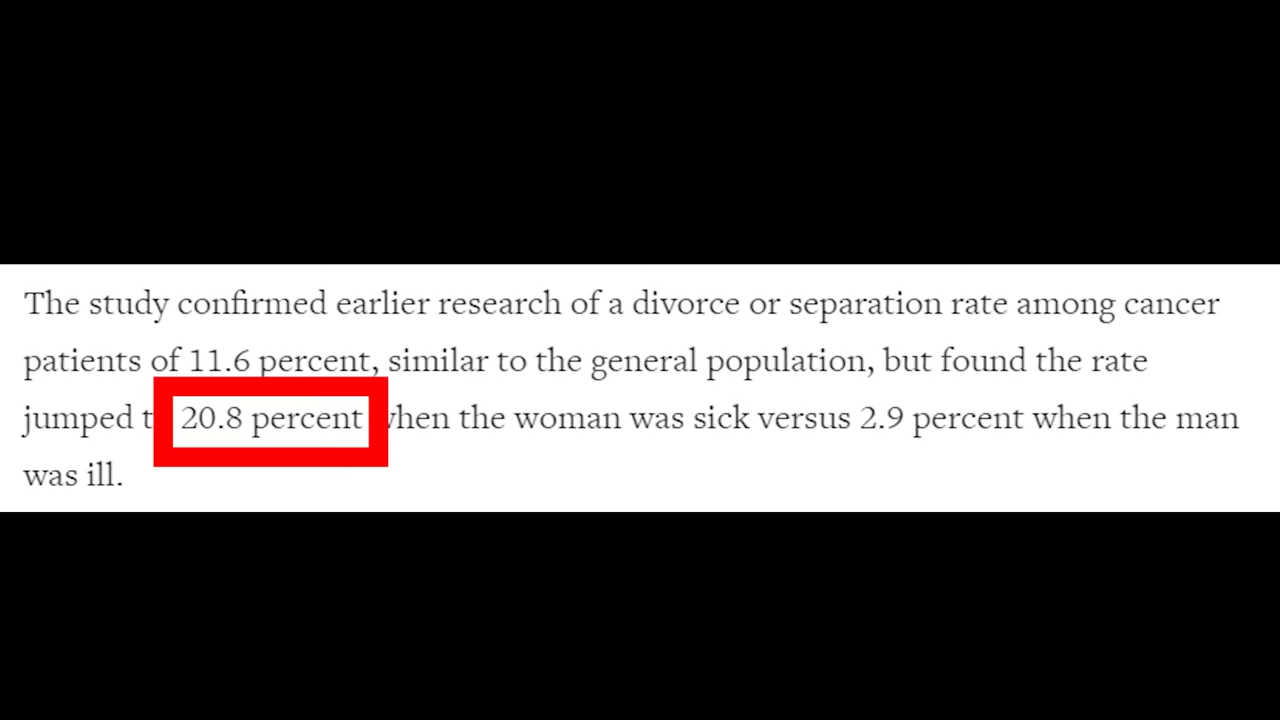 The study confirmed earlier research of a divorce or separation rate among cancer
patients of 11.6 percent, similar to the general population, but found the rate
jumped t 20.8 percent when the woman was sick versus 2.9 percent when the man
was ill.